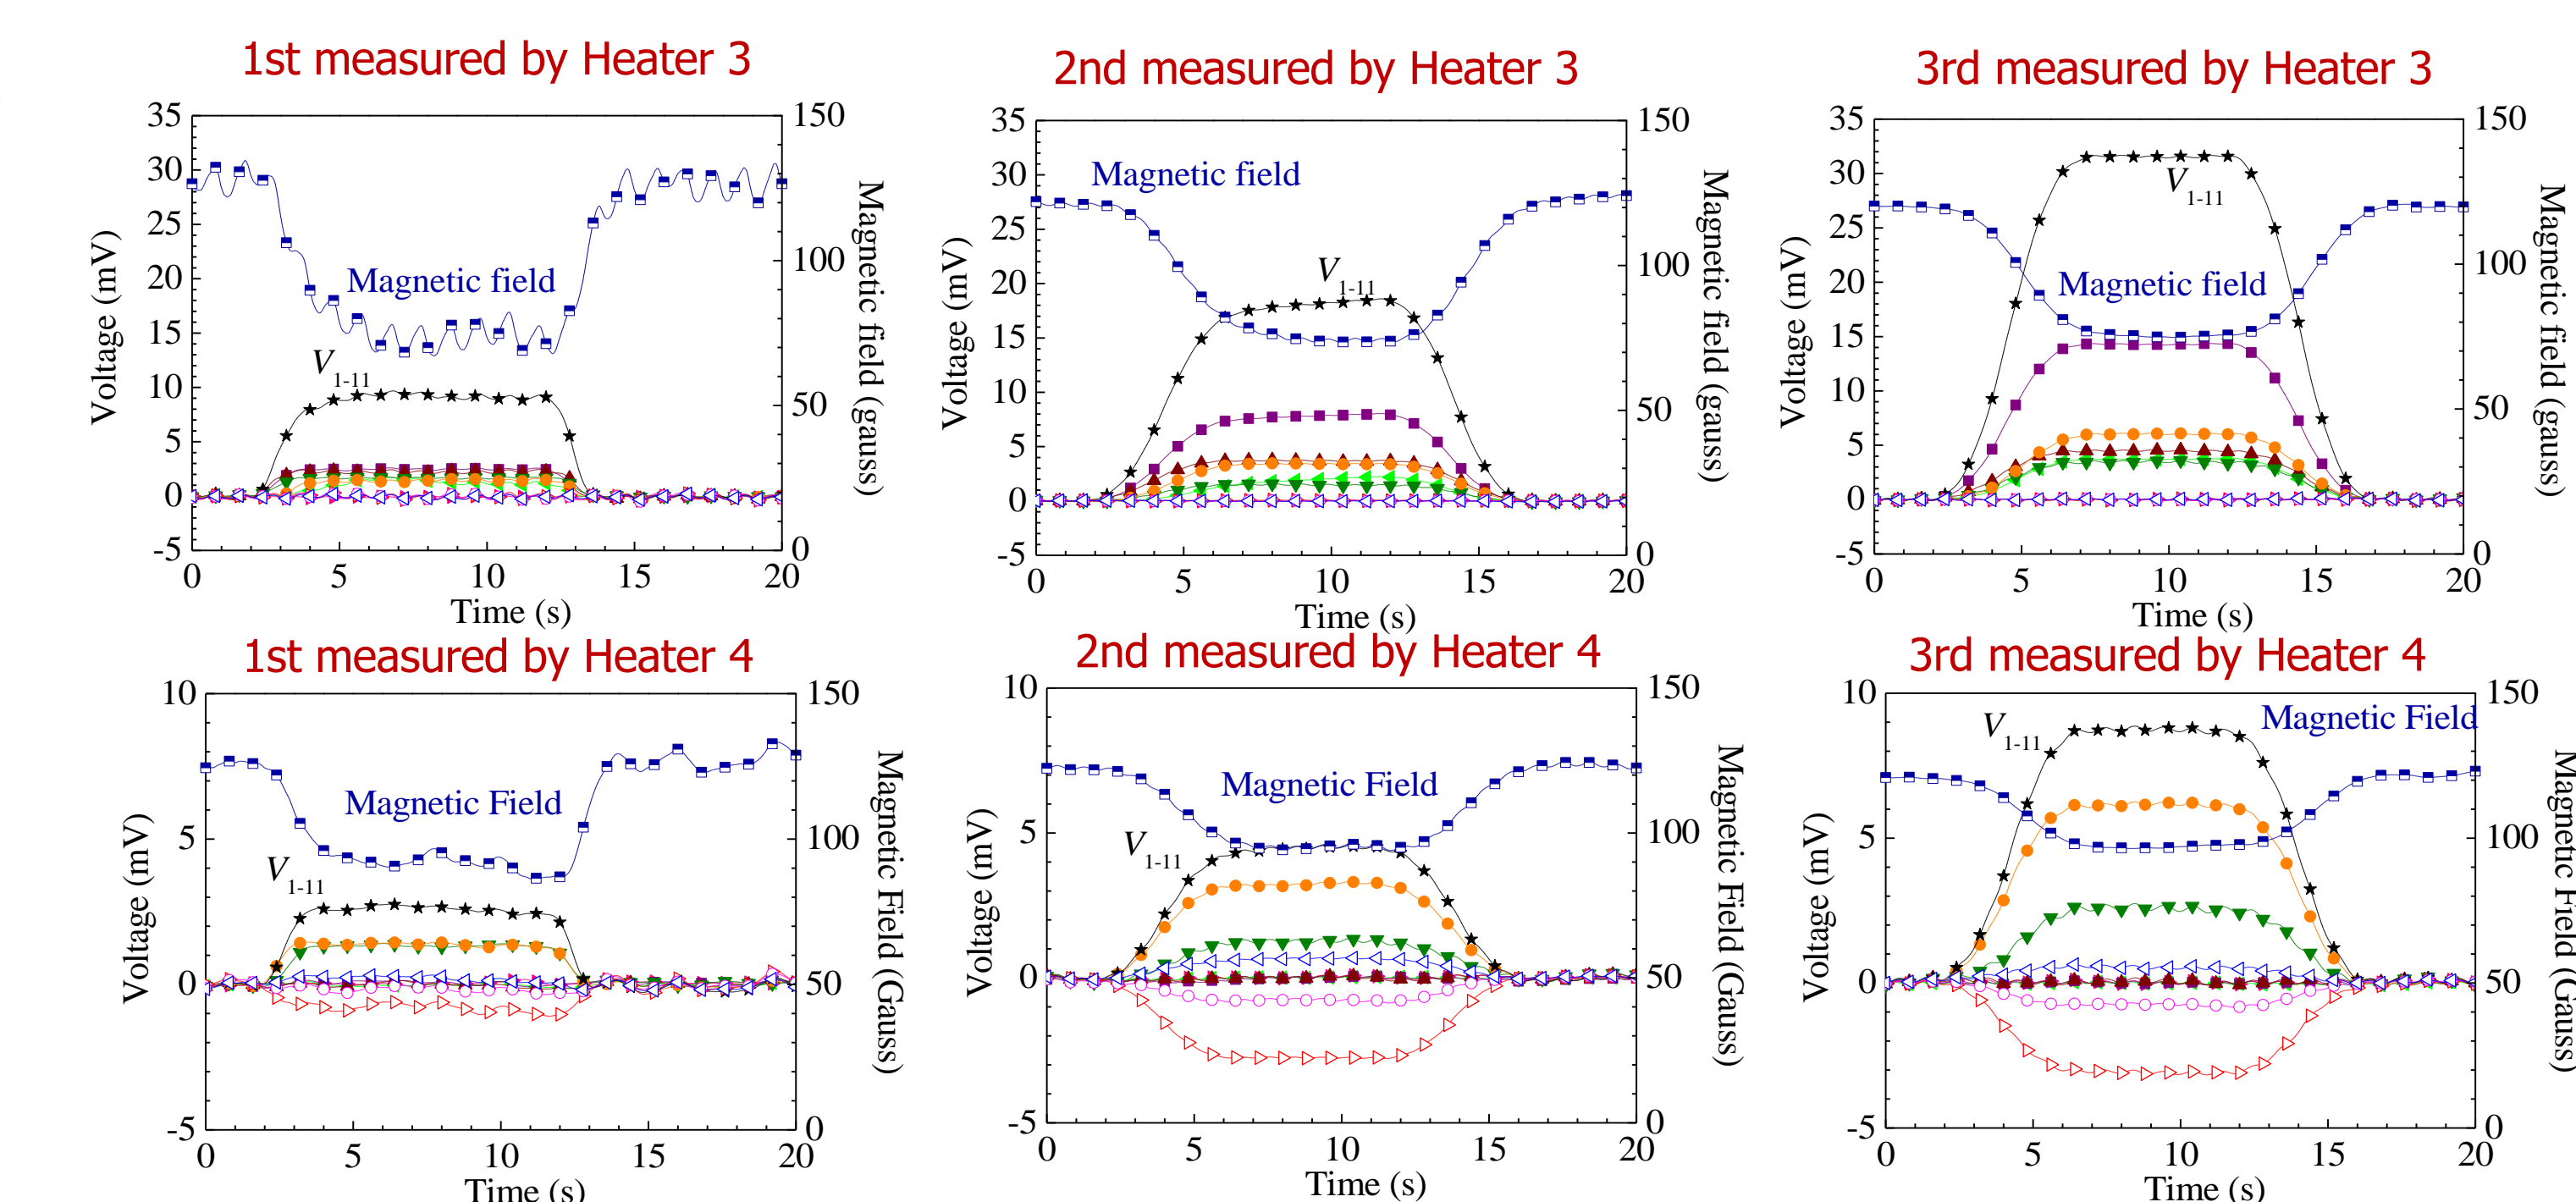 1st measured by Heater 3
35
30
25
20
15
10
5
0
-5
150
100
50
0
0 5 10 15 20
Voltage (mV)
Magnetic field (gauss)
Time (s)
Magnetic field
V1-11
2nd measured by Heater 3
35
30
25
20
15
10
5
0
-5
150
100
50
0
0 5 10 15 20
Voltage (mV)
Magnetic field (gauss)
Time (s)
Magnetic field
V1-11
3rd measured by Heater 3
35
30
25
20
15
10
5
0
-5
150
100
50
0
0 5 10 15 20
Voltage (mV)
Magnetic field (gauss)
Time (s)
V1-11
Magnetic field
1st measured by Heater 4
10
5
0
-5
150
100
50
0
0 5 10 15 20
Voltage (mV)
Magnetic Field (Gauss)
Time (s)
Magnetic Field
V1-11
2nd measured by Heater 4
10
5
0
-5
150
100
50
0
0 5 10 15 20
Voltage (mV)
Magnetic Field (Gauss)
Time (s)
Magnetic Field
V1-11
3rd measured by Heater 4
10
5
0
-5
150
100
50
0
0 5 10 15 20
Voltage (mV)
Magnetic Field (Gauss)
Time (s)
V1-11
Magnetic Field